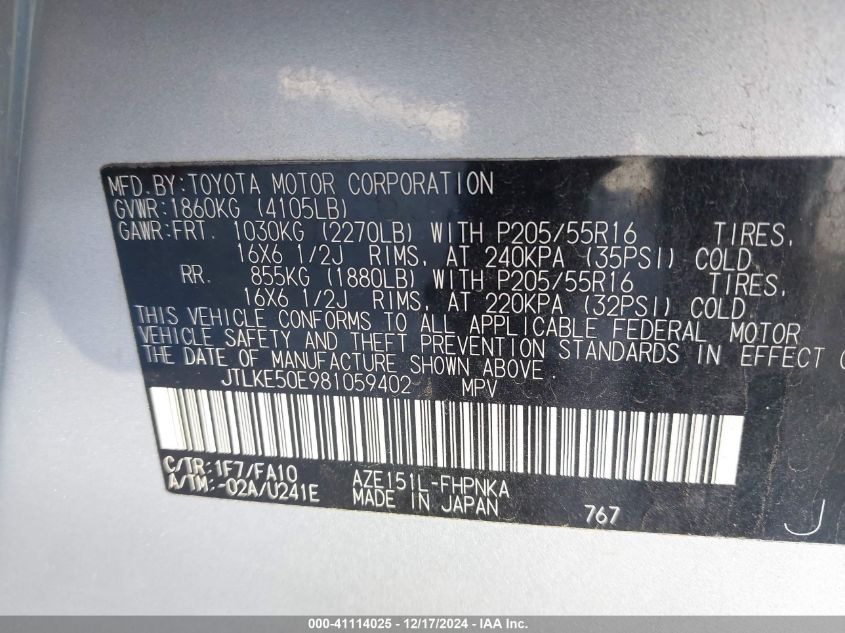 MFD.BY:TOYOTA MOTOR CORPORATION
GVWR:1860KG (4105LB)
GAWR:FRT. 1030KG (2270LB) WITH P205/55R16 TIRES,
16X6 1/2J RIMS, AT 240KPA (35PSI) COLD
RR. 855KG (1880LB) WITH P205/55R16 TIRES,
16X6 1/2J RIMS, AT 220KPA (32PSI) COLD.
THIS VEHICLE CONFORMS TO ALL APPLICABLE FEDERAL MOTOR
VEHICLE SAFETY AND THEFT PREVENTION STANDARDS IN EFFECT
THE DATE OF MANUFACTURE SHOWN ABOVE.
JTLKE50E981059402 MPV
C/TR:1F7/FA10 AZE151L-FHPNKA
A/TM:-02A/U241E MADE IN JAPAN 767
J
000-41114025 - 12/17/2024 - IAA Inc.